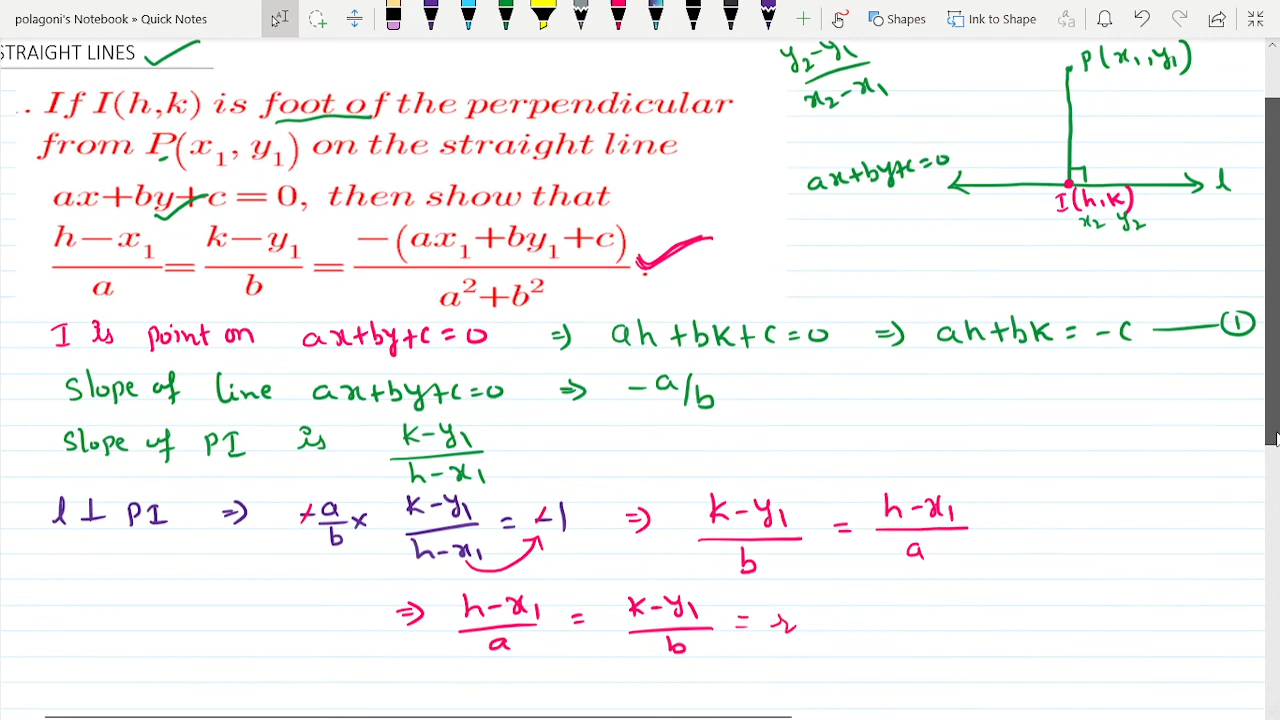 polagoni's Notebook » Quick Notes
Shapes
Ink to Shape
STRAIGHT LINES
. If I(h,k) is foot of the perpendicular
from P(x₁, y₁) on the straight line
ax+by+c = 0, then show that
h−x₁/a = k−y₁/b = −(ax₁+by₁+c)/a²+b² .
y₂−y₁/x₂−x₁
P(x₁,y₁)
ax+by+c=0
l
I(h,k)
x₂ y₂
I is point on ax+by+c=0 ⇒ ah+bk+c=0 ⇒ ah+bk=-c —— ①
Slope of line ax+by+c=0 ⇒ -a/b
Slope of PI is k-y₁/h-x₁
l ⊥ PI ⇒ -a/b × k-y₁/h-x₁ = -1 ⇒ k-y₁/b = h-x₁/a
⇒ h-x₁/a = k-y₁/b = r